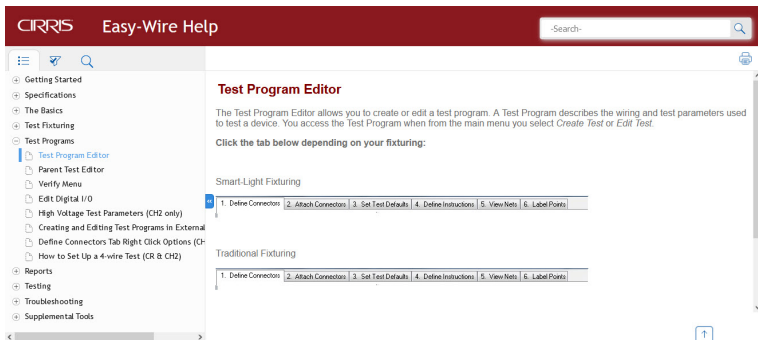 CIRRIS Easy-Wire Help
-Search-
Getting Started
Specifications
The Basics
Test Fixturing
Test Programs
Test Program Editor
Parent Test Editor
Verify Menu
Edit Digital I/O
High Voltage Test Parameters (CH2 only)
Creating and Editing Test Programs in External
Define Connectors Tab Right Click Options (CH
How to Set Up a 4-wire Test (CR & CH2)
Reports
Testing
Troubleshooting
Supplemental Tools
Test Program Editor
The Test Program Editor allows you to create or edit a test program. A Test Program describes the wiring and test parameters used
to test a device. You access the Test Program when from the main menu you select Create Test or Edit Test.
Click the tab below depending on your fixturing:
Smart-Light Fixturing
1. Define Connectors 2. Attach Connectors 3. Set Test Defaults 4. Define Instructions 5. View Nets 6. Label Points
Traditional Fixturing
1. Define Connectors 2. Attach Connectors 3. Set Test Defaults 4. Define Instructions 5. View Nets 6. Label Points